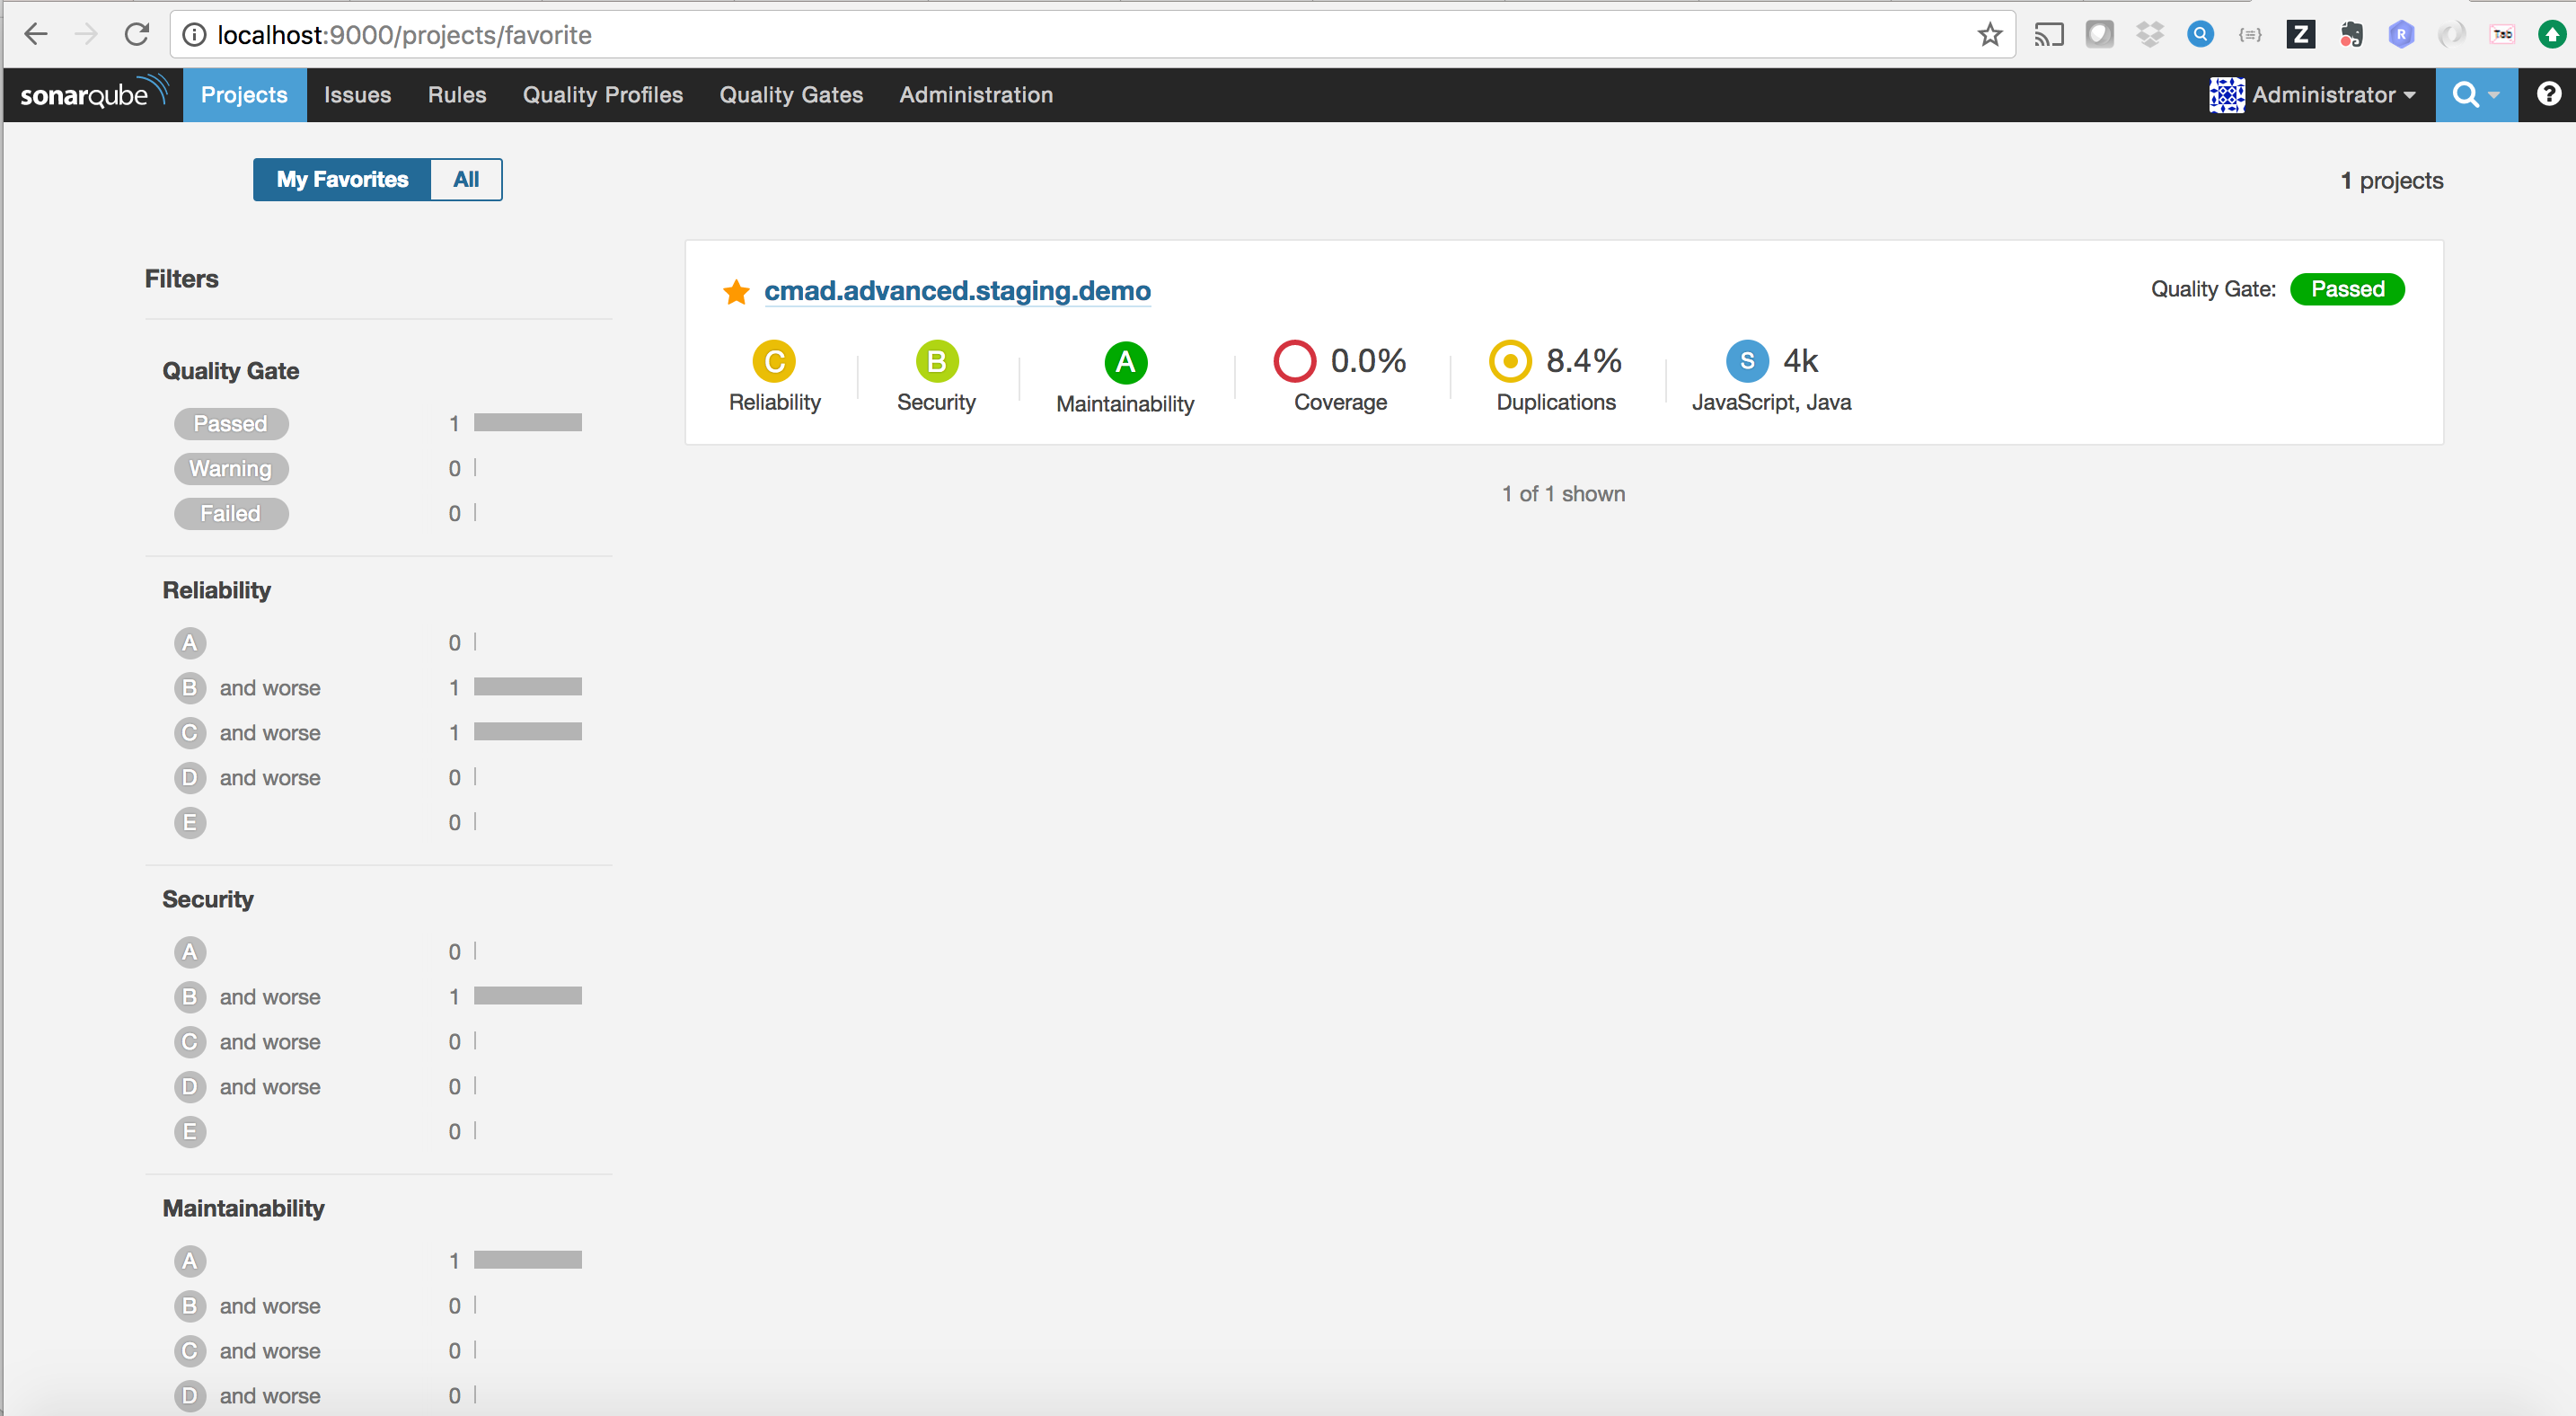 localhost:9000/projects/favorite
{=}
Z
R
Tab
sonarqube Projects Issues Rules Quality Profiles Quality Gates Administration Administrator ?
My Favorites All 1 projects
Filters
Quality Gate
Passed 1
Warning 0
Failed 0
Reliability
A 0
B and worse 1
C and worse 1
D and worse 0
E 0
Security
A 0
B and worse 1
C and worse 0
D and worse 0
E 0
Maintainability
A 1
B and worse 0
C and worse 0
D and worse 0
cmad.advanced.staging.demo Quality Gate: Passed
C B A 0.0% 8.4% S 4k
Reliability Security Maintainability Coverage Duplications JavaScript, Java
1 of 1 shown